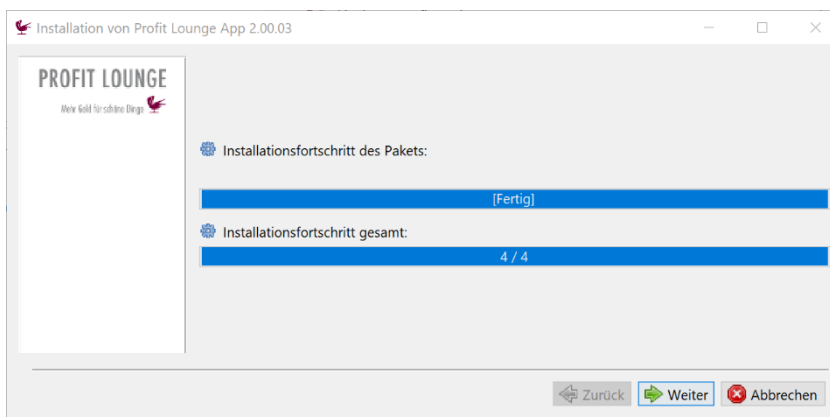 Installation von Profit Lounge App 2.00.03
PROFIT LOUNGE
Mehr Geld für schöne Dinge
Installationsfortschritt des Pakets:
[Fertig]
Installationsfortschritt gesamt:
4 / 4
Zurück Weiter Abbrechen